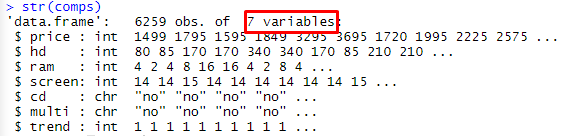 > str(comps)
'data.frame':   6259 obs. of  7 variables:
 $ price : int  1499 1795 1595 1849 3295 3695 1720 1995 2225 2575 ...
 $ hd    : int  80 85 170 170 340 340 170 85 210 210 ...
 $ ram   : int  4 2 4 8 16 16 4 2 8 4 ...
 $ screen: int  14 14 15 14 14 14 14 14 14 15 ...
 $ cd    : chr  "no" "no" "no" "no" ...
 $ multi : chr  "no" "no" "no" "no" ...
 $ trend : int  1 1 1 1 1 1 1 1 1 1 ...